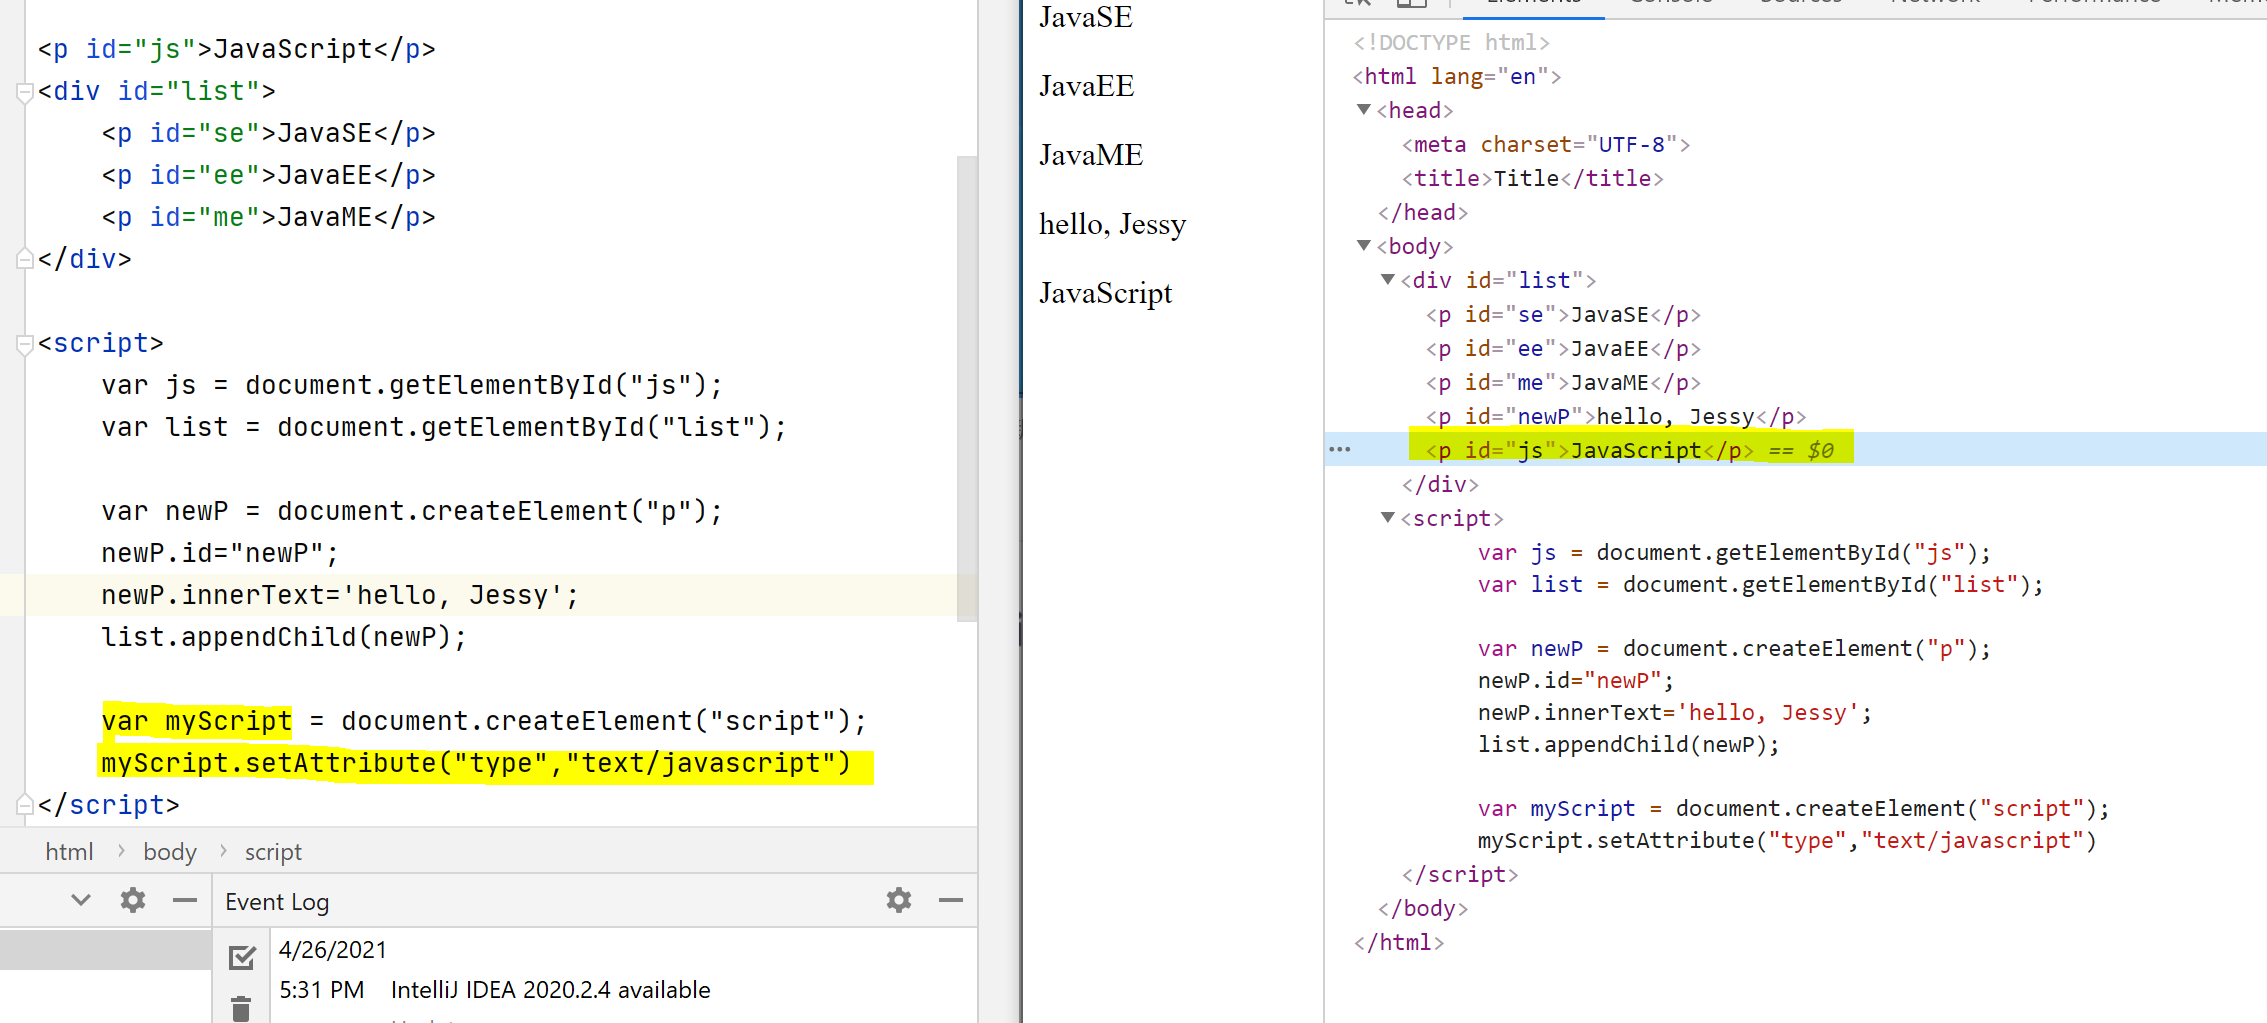 <p id="js">JavaScript</p>
<div id="list">
<p id="se">JavaSE</p>
<p id="ee">JavaEE</p>
<p id="me">JavaME</p>
</div>
<script>
var js = document.getElementById("js");
var list = document.getElementById("list");
var newP = document.createElement("p");
newP.id="newP";
newP.innerText='hello, Jessy';
list.appendChild(newP);
var myScript = document.createElement("script");
myScript.setAttribute("type","text/javascript")
</script>
html › body › script
Event Log
4/26/2021
5:31 PM IntelliJ IDEA 2020.2.4 available
JavaSE
JavaEE
JavaME
hello, Jessy
JavaScript
Elements Console Sources Network Performance
<!DOCTYPE html>
<html lang="en">
<head>
<meta charset="UTF-8">
<title>Title</title>
</head>
<body>
<div id="list">
<p id="se">JavaSE</p>
<p id="ee">JavaEE</p>
<p id="me">JavaME</p>
<p id="newP">hello, Jessy</p>
<p id="js">JavaScript</p> == $0
</div>
<script>
var js = document.getElementById("js");
var list = document.getElementById("list");
var newP = document.createElement("p");
newP.id="newP";
newP.innerText='hello, Jessy';
list.appendChild(newP);
var myScript = document.createElement("script");
myScript.setAttribute("type","text/javascript")
</script>
</body>
</html>